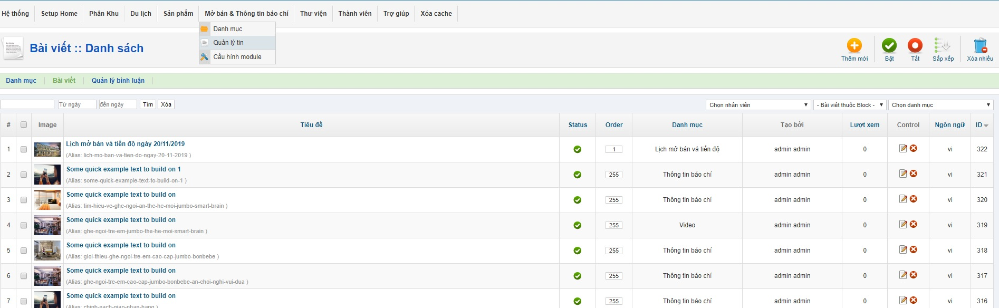 Hệ thống Setup Home Phân Khu Du lịch Sản phẩm Mở bán & Thông tin báo chí Thư viện Thành viên Trợ giúp Xóa cache
Danh mục
Quản lý tin
Cấu hình module
Bài viết :: Danh sách
Thêm mới Bật Tắt Sắp xếp Xóa nhiều
Danh mục Bài viết Quản lý bình luận
Từ ngày đến ngày Tìm Xóa Chọn nhân viên - Bài viết thuộc Block - Chọn danh mục
# Image Tiêu đề Status Order Danh mục Tạo bởi Lượt xem Control Ngôn ngữ ID
1 Lịch mở bán và tiến độ ngày 20/11/2019 1 Lịch mở bán và tiến độ admin admin 0 vi 322
(Alias: lich-mo-ban-va-tien-do-ngay-20-11-2019 )
2 Some quick example text to build on 1 255 Thông tin báo chí admin admin 0 vi 321
(Alias: some-quick-example-text-to-build-on-1 )
3 Some quick example text to build on 255 Thông tin báo chí admin admin 0 vi 320
(Alias: tim-hieu-ve-ghe-ngoi-an-the-he-moi-jumbo-smart-brain )
4 Some quick example text to build on 255 Video admin admin 0 vi 319
(Alias: ghe-ngoi-tre-em-jumbo-the-he-moi-smart-brain )
5 Some quick example text to build on 255 Thông tin báo chí admin admin 0 vi 318
(Alias: gioi-thieu-ghe-ngoi-tre-em-cao-cap-jumbo-bonbebe )
6 Some quick example text to build on 255 Thông tin báo chí admin admin 0 vi 317
(Alias: ghe-ngoi-tre-em-cao-cap-jumbo-bonbebe-an-choi-nghi-vui-dua )
7 Some quick example text to build on 255 Thông tin báo chí admin admin 0 vi 316
(Alias: chinh-sach-giao-nhan-hang )